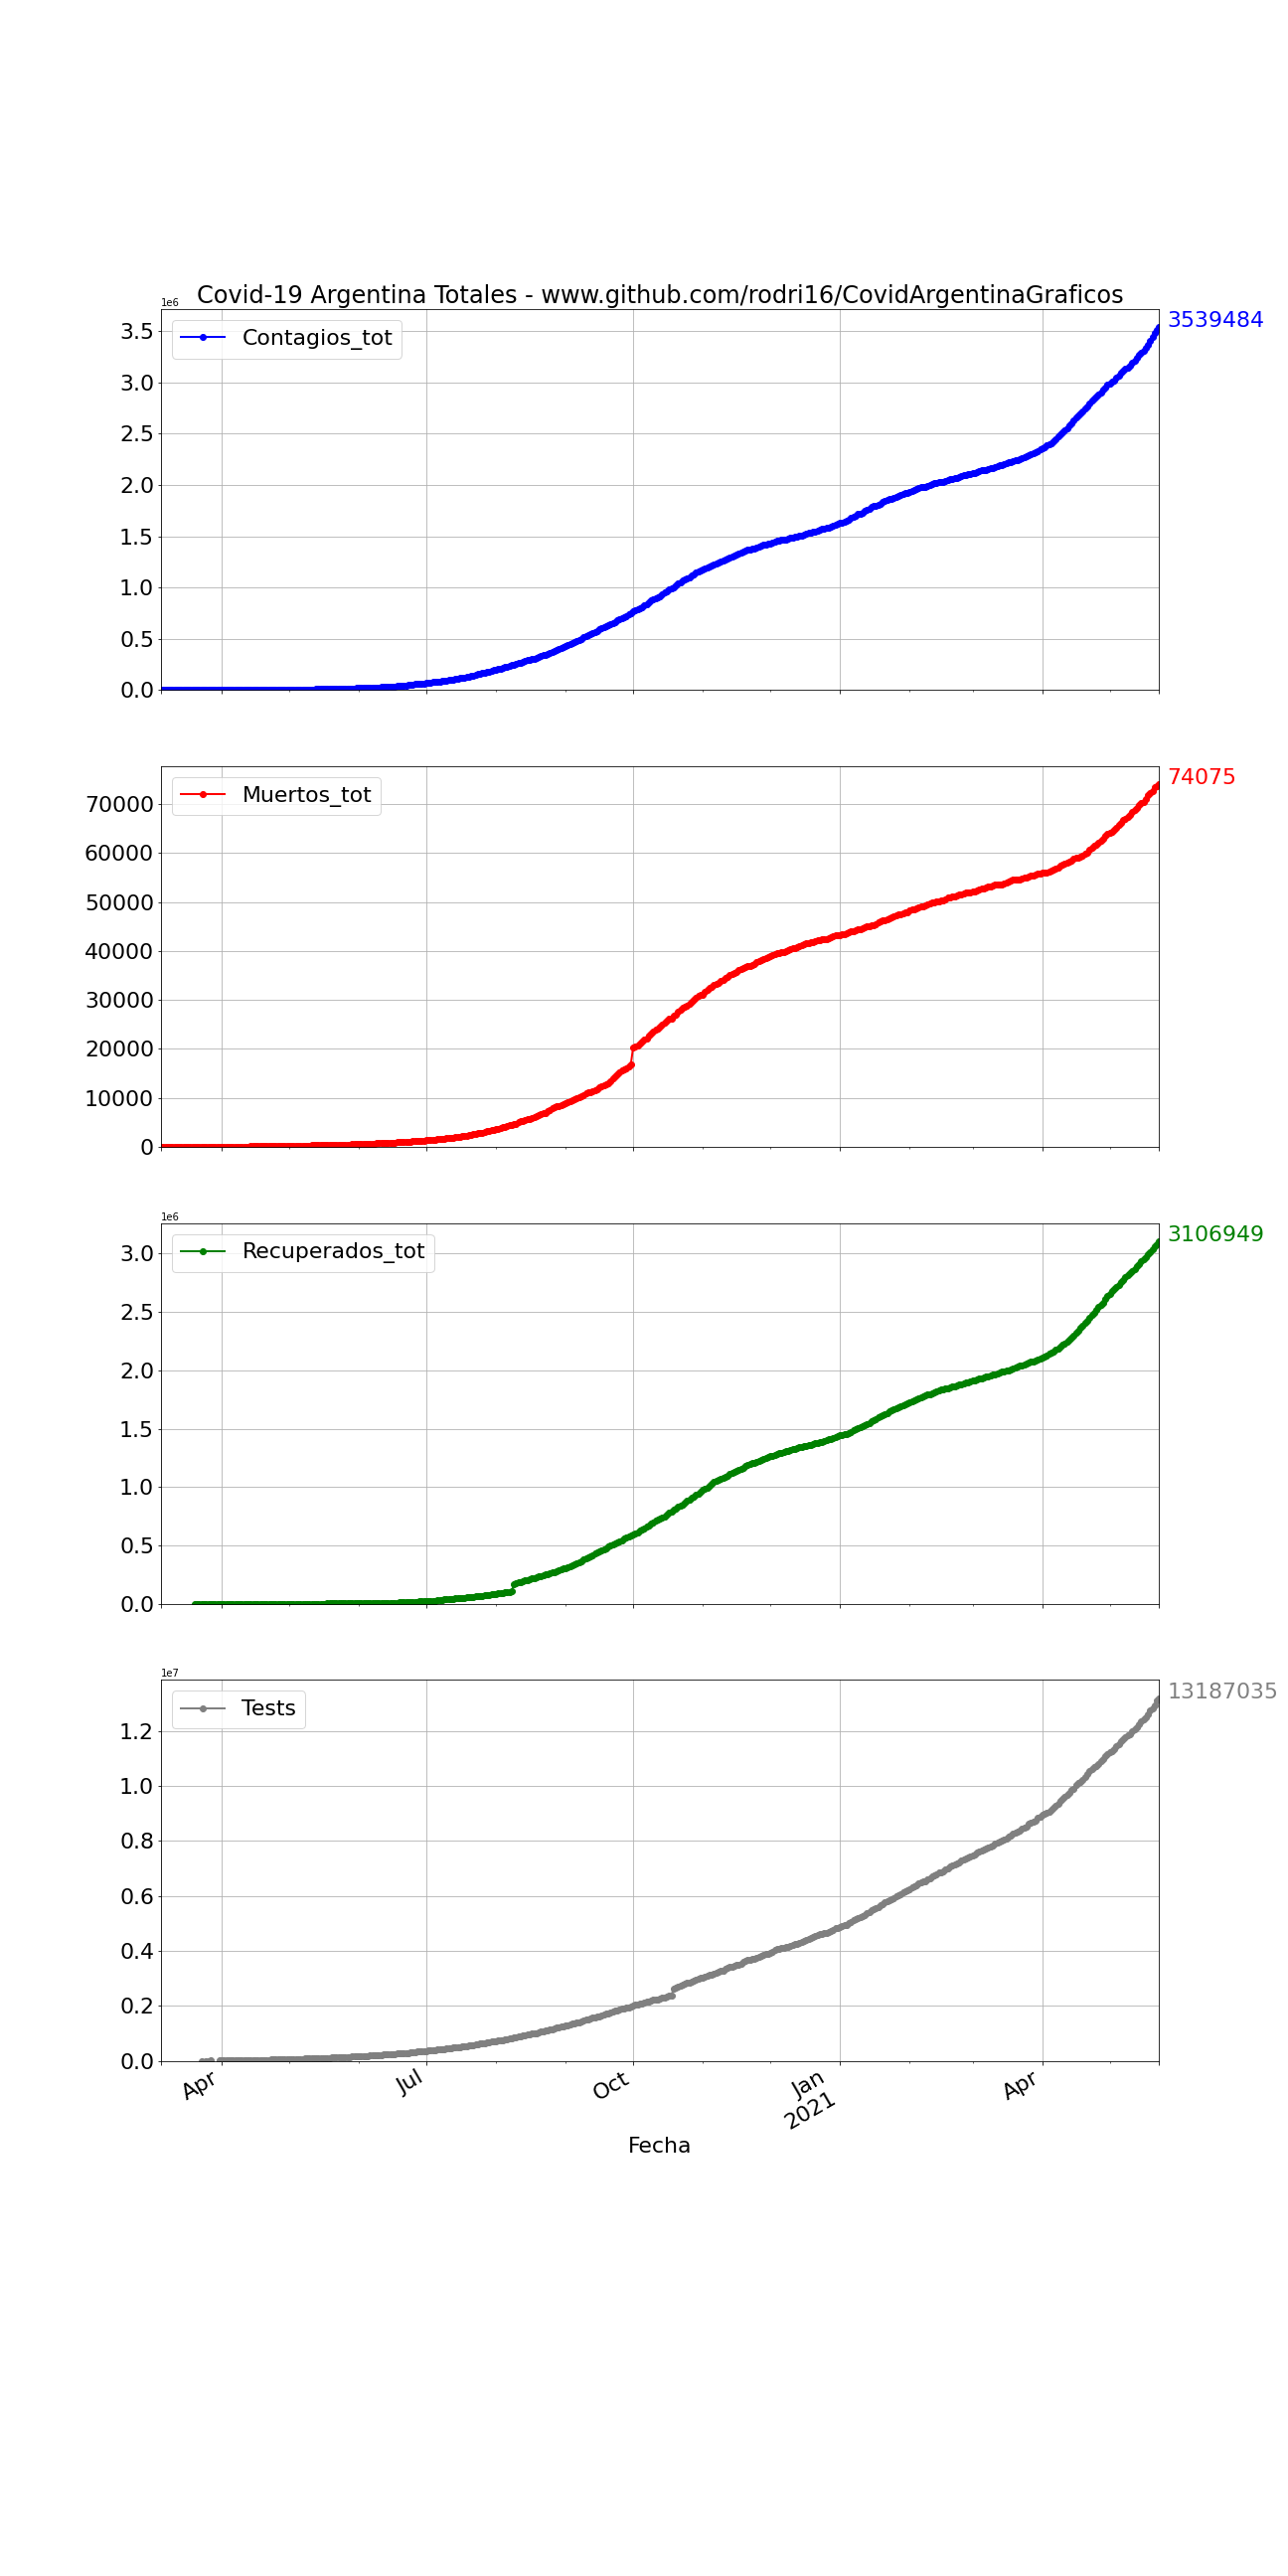 Covid-19 Argentina Totales - www.github.com/rodri16/CovidArgentinaGraficos
1e6
3539484
Contagios_tot
3.5
3.0
2.5
2.0
1.5
1.0
0.5
0.0
74075
Muertos_tot
70000
60000
50000
40000
30000
20000
10000
0
1e6
3106949
Recuperados_tot
3.0
2.5
2.0
1.5
1.0
0.5
0.0
1e7
13187035
Tests
1.2
1.0
0.8
0.6
0.4
0.2
0.0
Apr
Jul
Oct
Jan
2021
Apr
Fecha